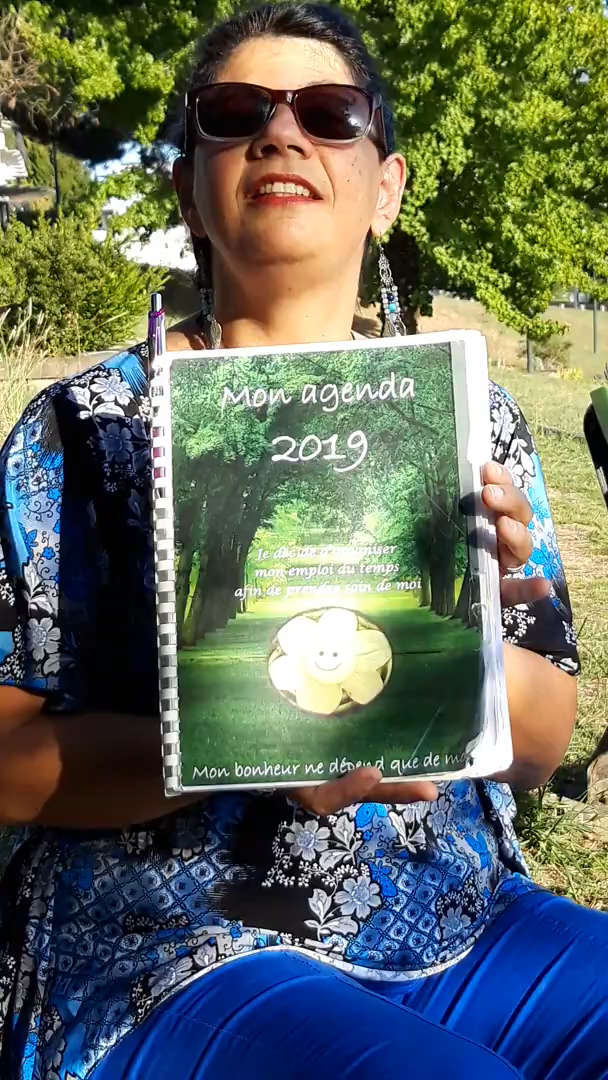 Mon agenda
2019
Je décide d'organiser
mon emploi du temps
afin de prendre soin de moi
Mon bonheur ne dépend que de